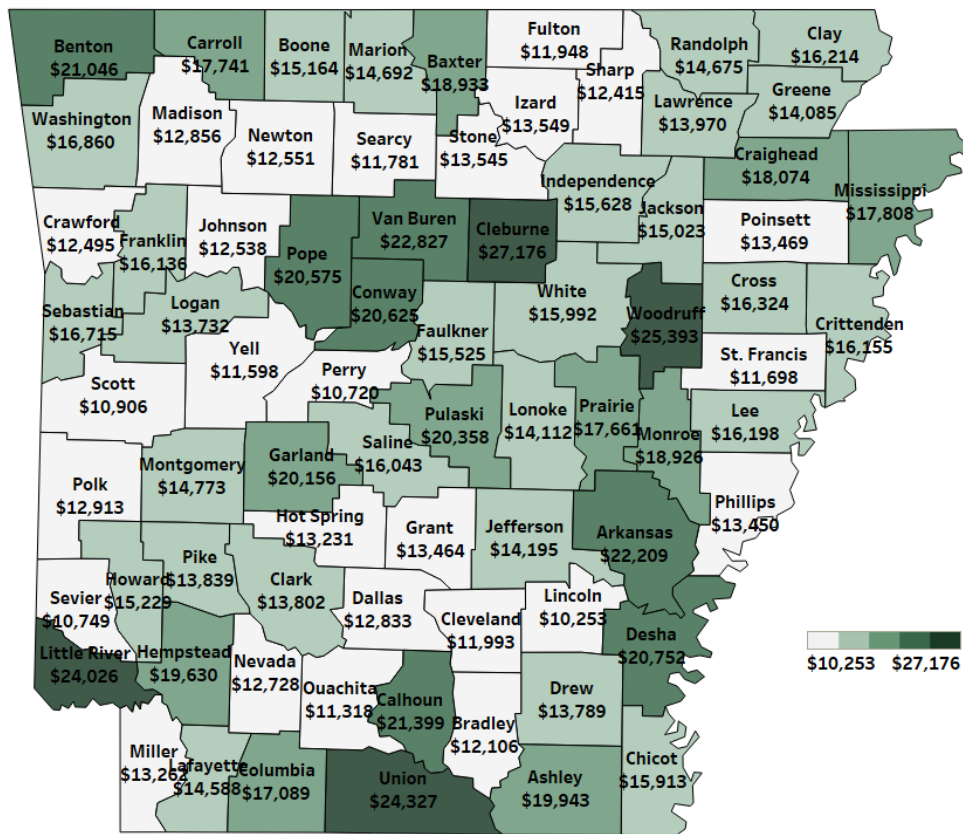 Benton
$21,046
Carroll
$17,741
Boone
$15,164
Marion
$14,692
Baxter
$18,933
Fulton
$11,948
Sharp
$12,415
Randolph
$14,675
Clay
$16,214
Washington
$16,860
Madison
$12,856
Newton
$12,551
Searcy
$11,781
Stone
$13,545
Izard
$13,549
Lawrence
$13,970
Greene
$14,085
Independence
$15,628
Jackson
$15,023
Craighead
$18,074
Mississippi
$17,808
Crawford
$12,495
Franklin
$16,136
Johnson
$12,538
Pope
$20,575
Van Buren
$22,827
Cleburne
$27,176
Poinsett
$13,469
Sebastian
$16,715
Logan
$13,732
Conway
$20,625
Faulkner
$15,525
White
$15,992
Woodruff
$25,393
Cross
$16,324
Crittenden
$16,155
Scott
$10,906
Yell
$11,598
Perry
$10,720
Pulaski
$20,358
Lonoke
$14,112
Prairie
$17,661
Monroe
$18,926
St. Francis
$11,698
Lee
$16,198
Polk
$12,913
Montgomery
$14,773
Garland
$20,156
Saline
$16,043
Hot Spring
$13,231
Grant
$13,464
Jefferson
$14,195
Arkansas
$22,209
Phillips
$13,450
Sevier
$10,749
Howard
$15,229
Pike
$13,839
Clark
$13,802
Dallas
$12,833
Cleveland
$11,993
Lincoln
$10,253
Desha
$20,752
Little River
$24,026
Hempstead
$19,630
Nevada
$12,728
Ouachita
$11,318
Calhoun
$21,399
Bradley
$12,106
Drew
$13,789
Chicot
$15,913
Miller
$13,262
Lafayette
$14,588
Columbia
$17,089
Union
$24,327
Ashley
$19,943
$10,253 $27,176